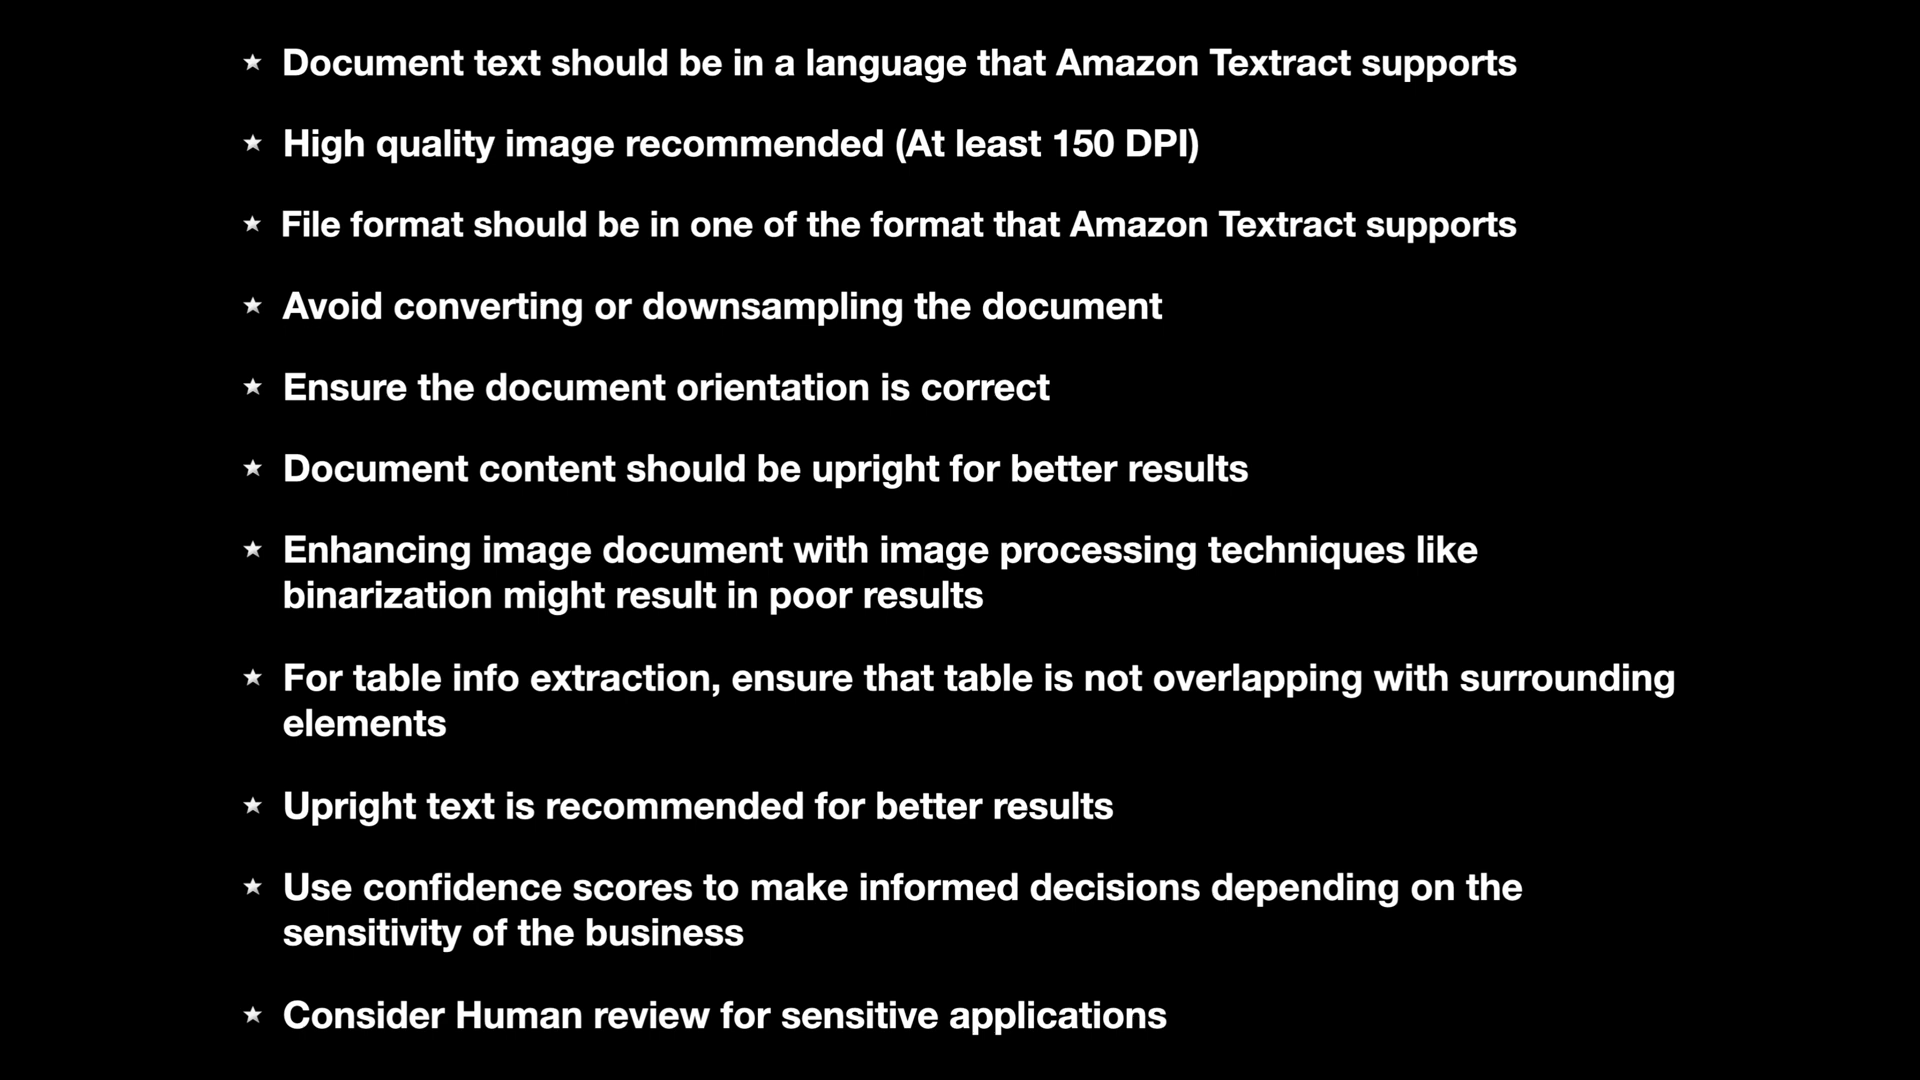 ★ Document text should be in a language that Amazon Textract supports
★ High quality image recommended (At least 150 DPI)
★ File format should be in one of the format that Amazon Textract supports
★ Avoid converting or downsampling the document
★ Ensure the document orientation is correct
★ Document content should be upright for better results
★ Enhancing image document with image processing techniques like
binarization might result in poor results
★ For table info extraction, ensure that table is not overlapping with surrounding
elements
★ Upright text is recommended for better results
★ Use confidence scores to make informed decisions depending on the
sensitivity of the business
★ Consider Human review for sensitive applications